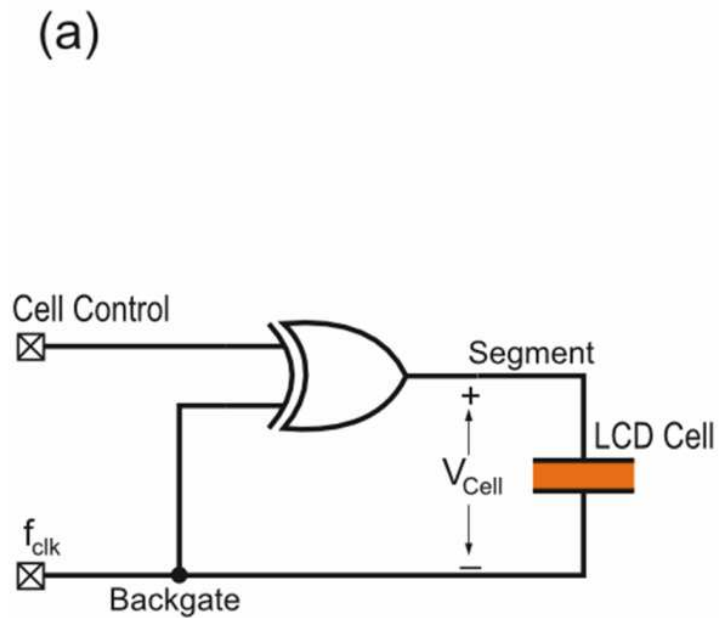 (a)
Cell Control
Segment
+
LCD Cell
VCell
fclk
−
Backgate